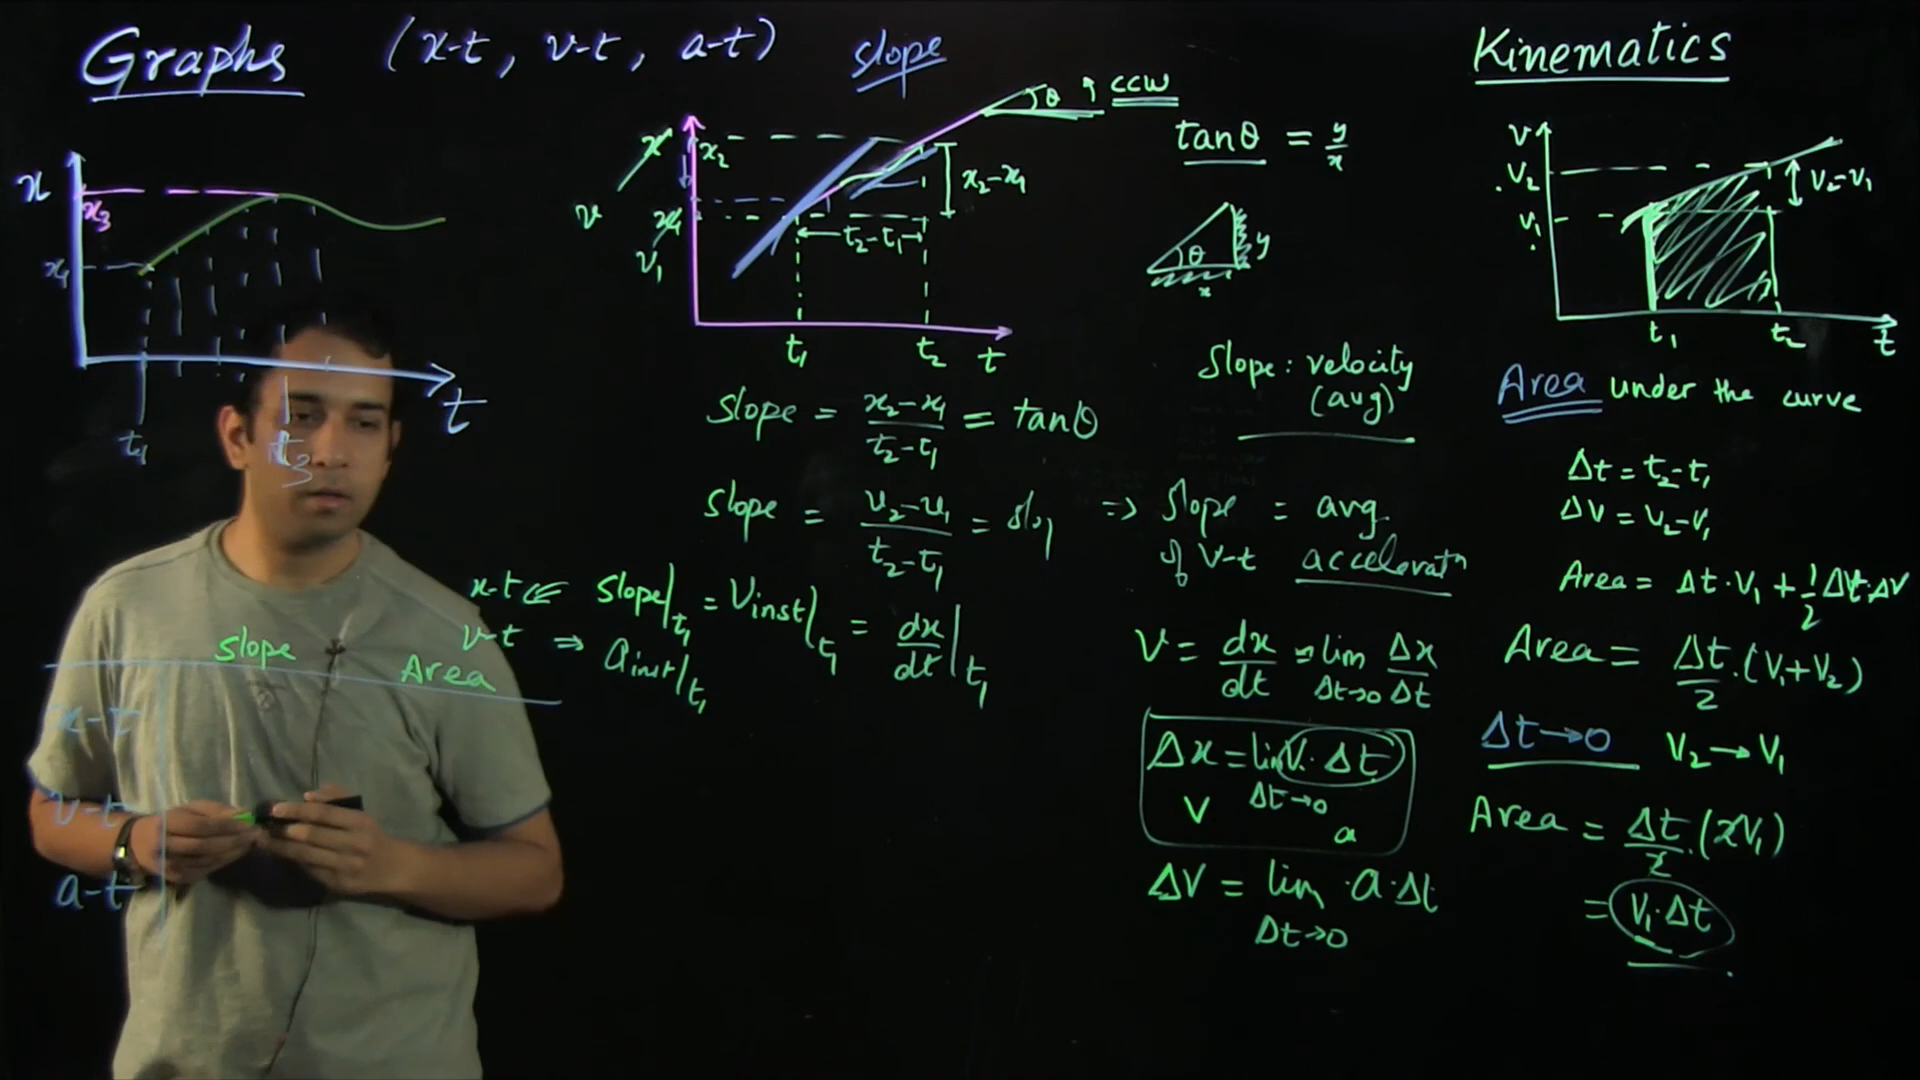 Graphs (x-t, v-t, a-t) slope
Kinematics
x
x3
x1
t1
t3
t
x
v
x2
x1
v1
x2-x1
t2-t1
t1
t2
t
θ
CCW
tanθ = y/x
θ
y
x
v
v2
v1
v2-v1
t1
t2
t
Slope: velocity
(avg)
Slope = x2-x1/t2-t1 = tanθ
Slope = v2-v1/t2-t1 = slop
⇒ Slope = avg
of v-t accelerat^n
x-t ⇐ Slope|t1 = Vinst|t1 = dx/dt|t1
v-t ⇒ ainst|t1
slope Area
x-t
v-t
a-t
V = dx/dt = lim Δt→0 Δx/Δt
Δx = lim V·Δt
Δt→0
V a
ΔV = lim ·a·Δt
Δt→0
Area under the curve
Δt = t2-t1
ΔV = V2-V1
Area = Δt·V1 + 1/2 Δt·ΔV
Area = Δt/2·(V1+V2)
Δt→0 V2→V1
Area = Δt/2·(2V1)
= V1·Δt